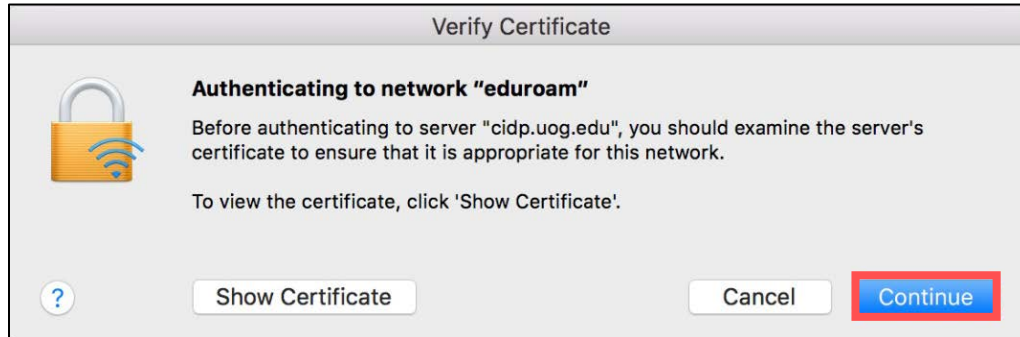 Verify Certificate
Authenticating to network "eduroam"
Before authenticating to server "cidp.uog.edu", you should examine the server's
certificate to ensure that it is appropriate for this network.
To view the certificate, click 'Show Certificate'.
?
Show Certificate
Cancel
Continue